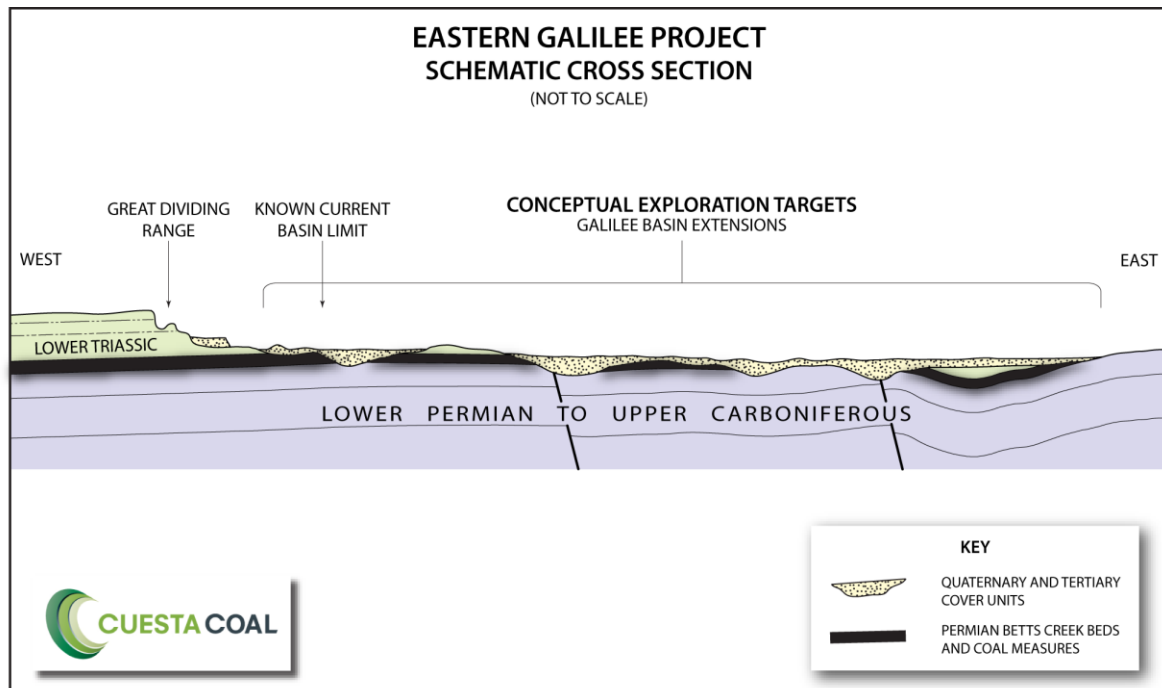 EASTERN GALILEE PROJECT
SCHEMATIC CROSS SECTION
(NOT TO SCALE)
GREAT DIVIDING
RANGE
KNOWN CURRENT
BASIN LIMIT
CONCEPTUAL EXPLORATION TARGETS
GALILEE BASIN EXTENSIONS
WEST
EAST
LOWER TRIASSIC
LOWER PERMIAN TO UPPER CARBONIFEROUS
KEY
QUATERNARY AND TERTIARY
COVER UNITS
PERMIAN BETTS CREEK BEDS
AND COAL MEASURES
CUESTA COAL